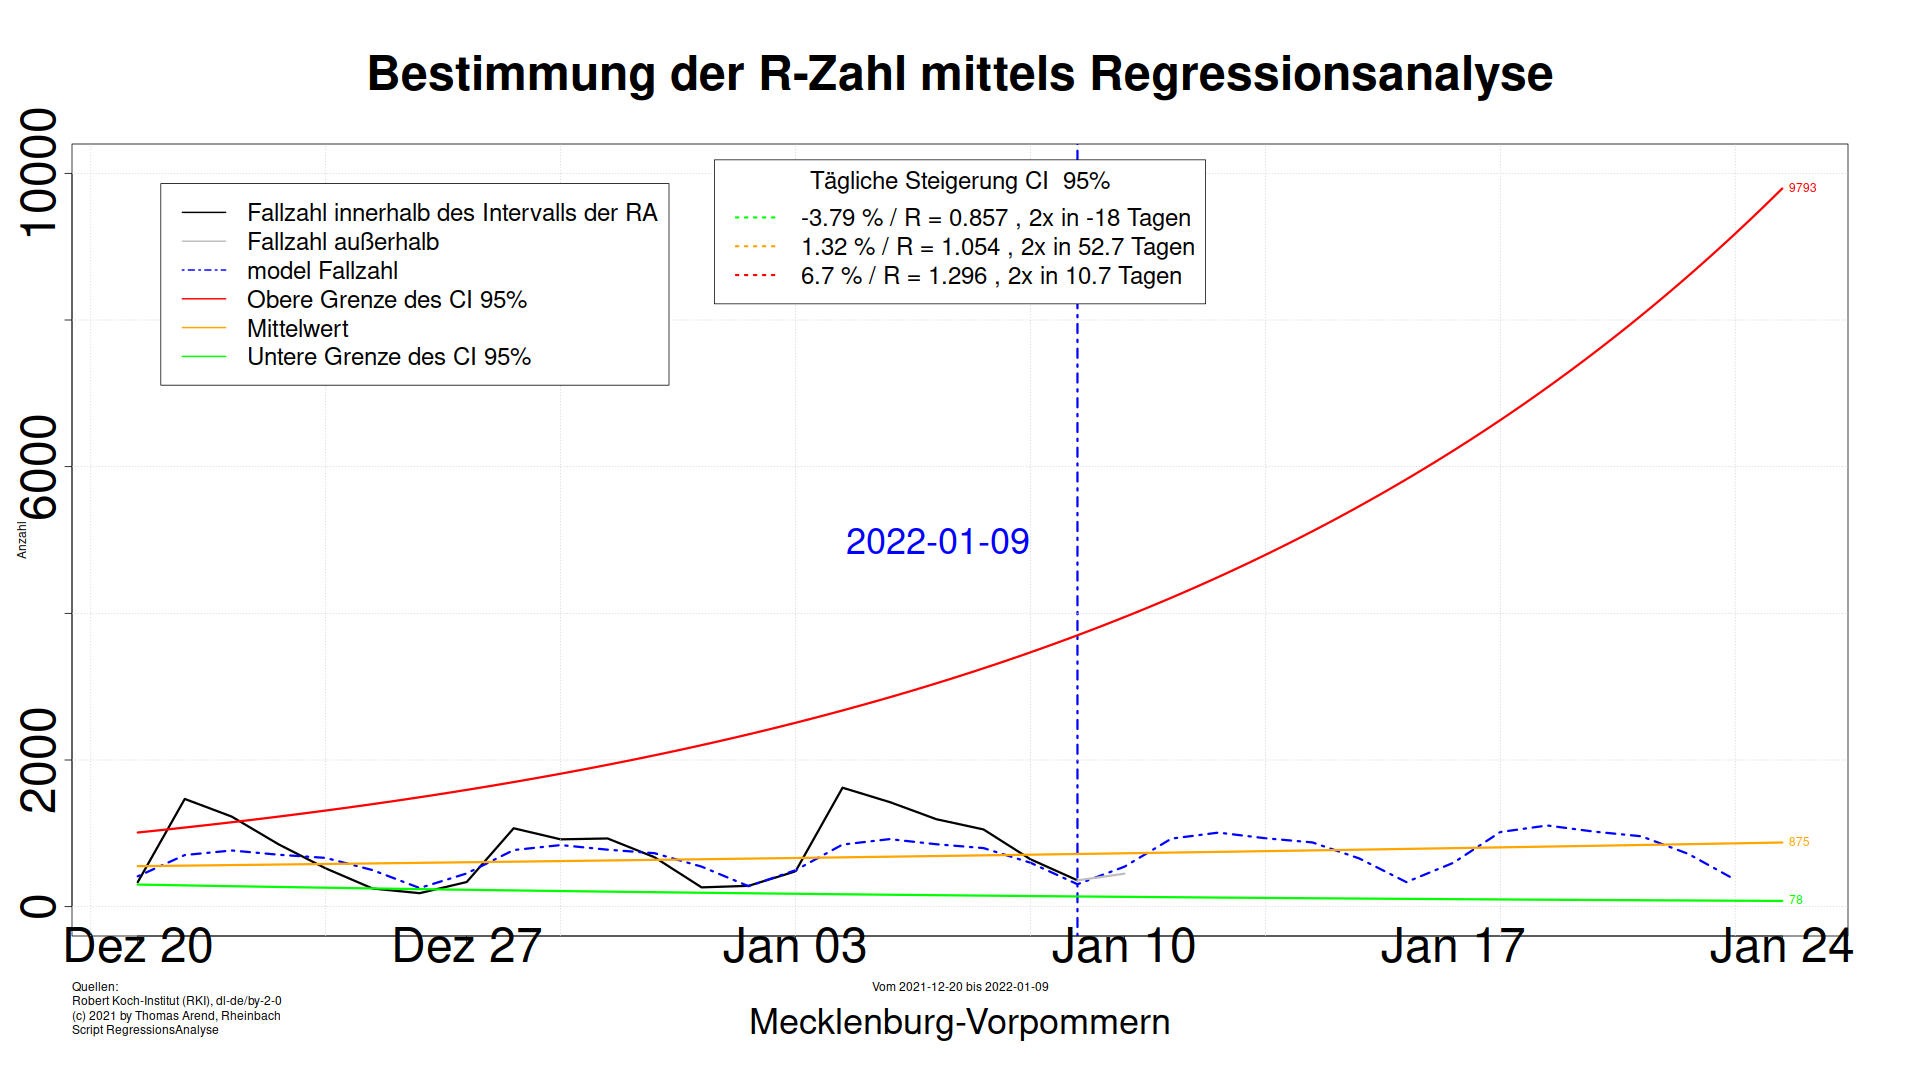 Bestimmung der R-Zahl mittels Regressionsanalyse
10000
6000
2000
0
Anzahl
Fallzahl innerhalb des Intervalls der RA
Fallzahl außerhalb
model Fallzahl
Obere Grenze des CI 95%
Mittelwert
Untere Grenze des CI 95%
Tägliche Steigerung CI  95%
-3.79 % / R = 0.857 , 2x in -18 Tagen
1.32 % / R = 1.054 , 2x in 52.7 Tagen
6.7 % / R = 1.296 , 2x in 10.7 Tagen
9793
2022-01-09
875
78
Dez 20 Dez 27 Jan 03 Jan 10 Jan 17 Jan 24
Quellen:
Robert Koch-Institut (RKI), dl-de/by-2-0
(c) 2021 by Thomas Arend, Rheinbach
Script RegressionsAnalyse
Vom 2021-12-20 bis 2022-01-09
Mecklenburg-Vorpommern